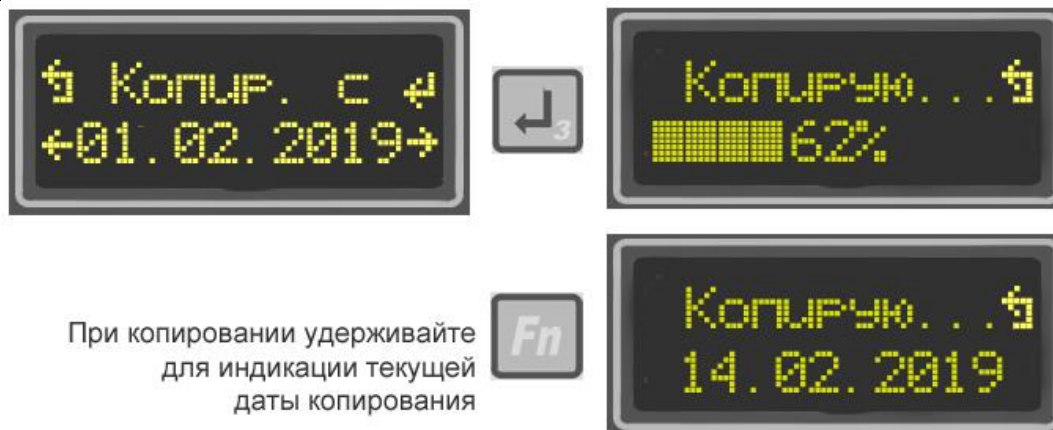 ↰ Копир. с ↵
←01.02.2019→
3
Копирую...↰
62%
При копировании удерживайте
для индикации текущей
даты копирования
Fn
Копирую...↰
14.02.2019